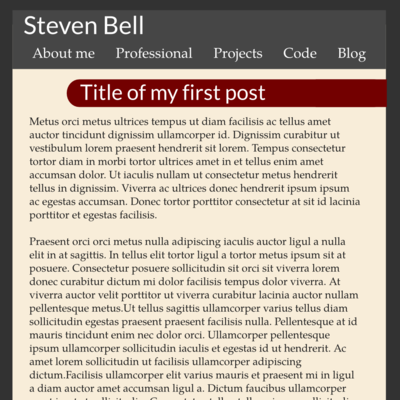 Steven Bell
About me Professional Projects Code Blog
Title of my first post
Metus orci metus ultrices tempus ut diam facilisis ac tellus amet
auctor tincidunt dignissim ullamcorper id. Dignissim curabitur ut
vestibulum lorem praesent hendrerit sit lorem. Tempus consectetur
tortor diam in morbi tortor ultrices amet in et tellus enim amet
accumsan dolor. Ut iaculis nullam ut consectetur metus hendrerit
tellus in dignissim. Viverra ac ultrices donec hendrerit ipsum ipsum
ac egestas accumsan. Donec tortor porttitor consectetur at sit id lacinia
porttitor et egestas facilisis.
Praesent orci orci metus nulla adipiscing iaculis auctor ligul a nulla
elit in at sagittis. In tellus elit tortor ligul a tortor metus ipsum sit at
posuere. Consectetur posuere sollicitudin sit orci sit viverra lorem
donec curabitur dictum mi dolor facilisis tempus dolor viverra. At
viverra auctor velit porttitor ut viverra curabitur lacinia auctor nullam
pellentesque metus.Ut tellus sagittis ullamcorper varius tellus diam
sollicitudin egestas praesent praesent facilisis nulla. Pellentesque at id
mauris tincidunt enim nec dolor orci. Ullamcorper pellentesque
ipsum ullamcorper sollicitudin iaculis et egestas id ut hendrerit. Ac
amet lorem sollicitudin ut facilisis ullamcorper adipiscing
dictum.Facilisis ullamcorper elit varius mauris et praesent mi in ligul
a diam auctor amet accumsan ligul a. Dictum faucibus ullamcorper